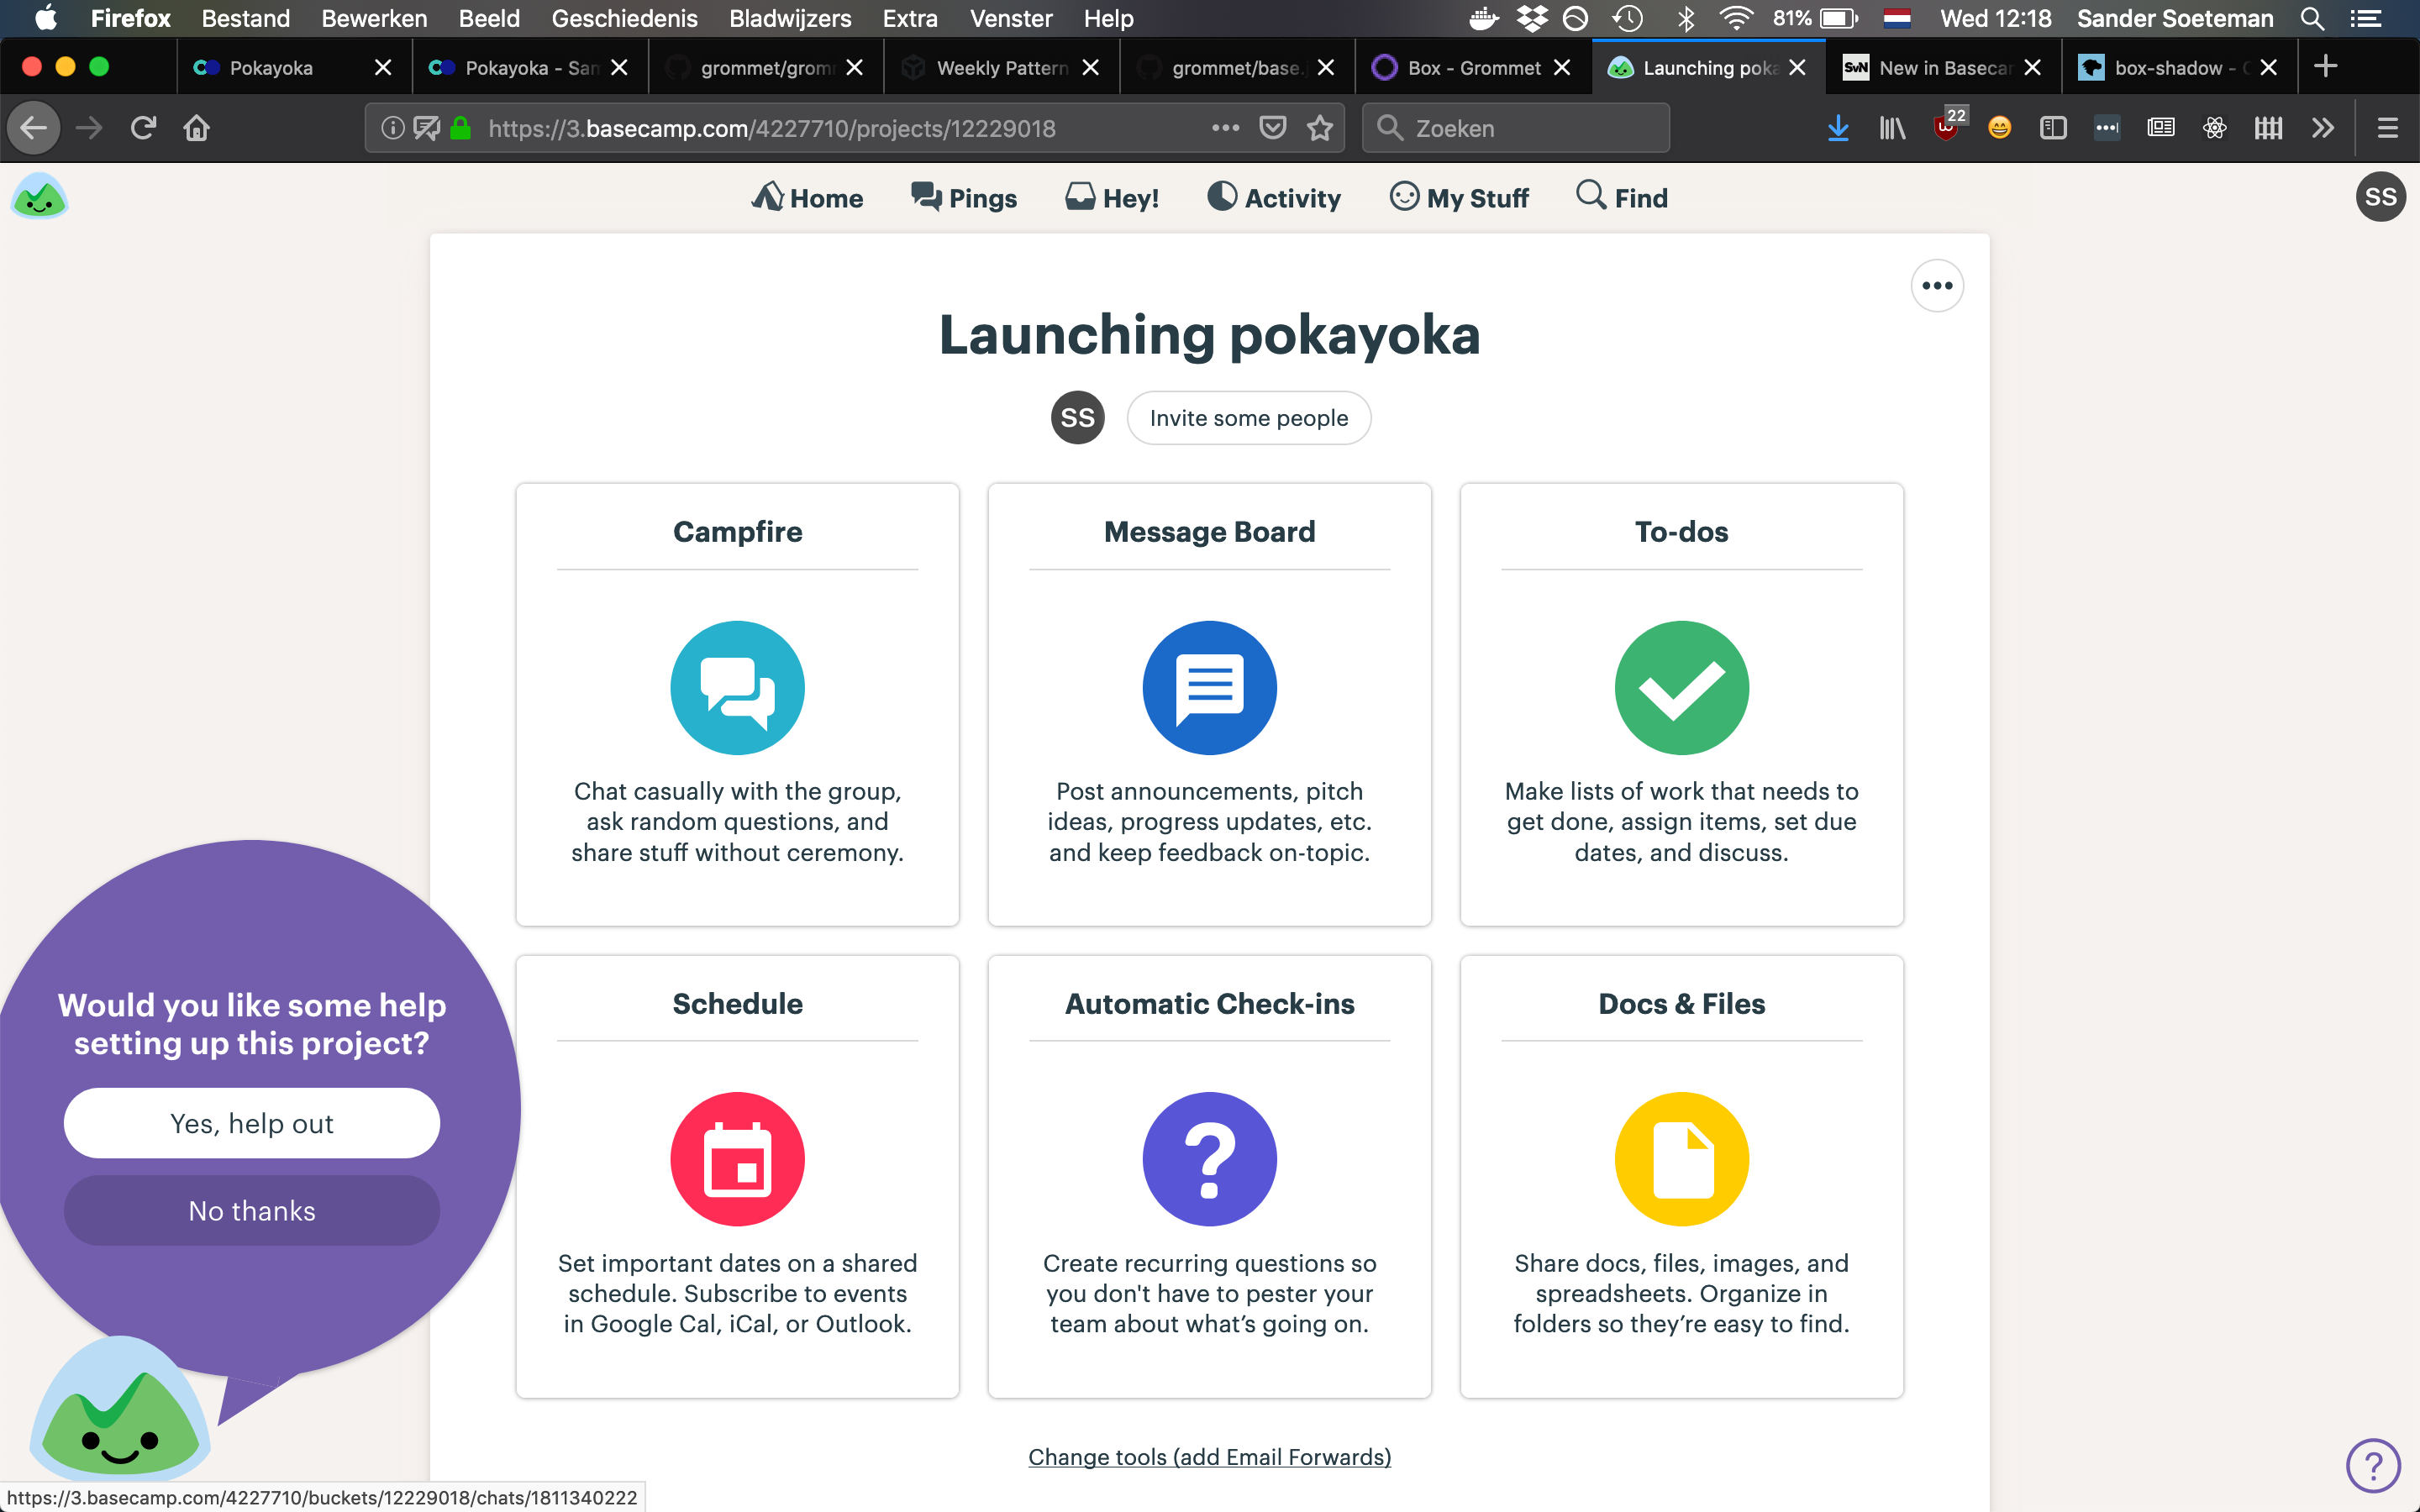 Firefox Bestand Bewerken Beeld Geschiedenis Bladwijzers Extra Venster Help 81% Wed 12:18 Sander Soeteman
Pokayoka Pokayoka - San grommet/grom Weekly Pattern grommet/base. Box - Grommet Launching poka SvN New in Baseca box-shadow -
https://3.basecamp.com/4227710/projects/12229018 Zoeken 22
Home Pings Hey! Activity My Stuff Find SS
Launching pokayoka
SS Invite some people
Campfire
Chat casually with the group,
ask random questions, and
share stuff without ceremony.
Message Board
Post announcements, pitch
ideas, progress updates, etc.
and keep feedback on-topic.
To-dos
Make lists of work that needs to
get done, assign items, set due
dates, and discuss.
Schedule
Set important dates on a shared
schedule. Subscribe to events
in Google Cal, iCal, or Outlook.
Automatic Check-ins
?
Create recurring questions so
you don't have to pester your
team about what’s going on.
Docs & Files
Share docs, files, images, and
spreadsheets. Organize in
folders so they’re easy to find.
Would you like some help
setting up this project?
Yes, help out
No thanks
Change tools (add Email Forwards)
?
https://3.basecamp.com/4227710/buckets/12229018/chats/1811340222